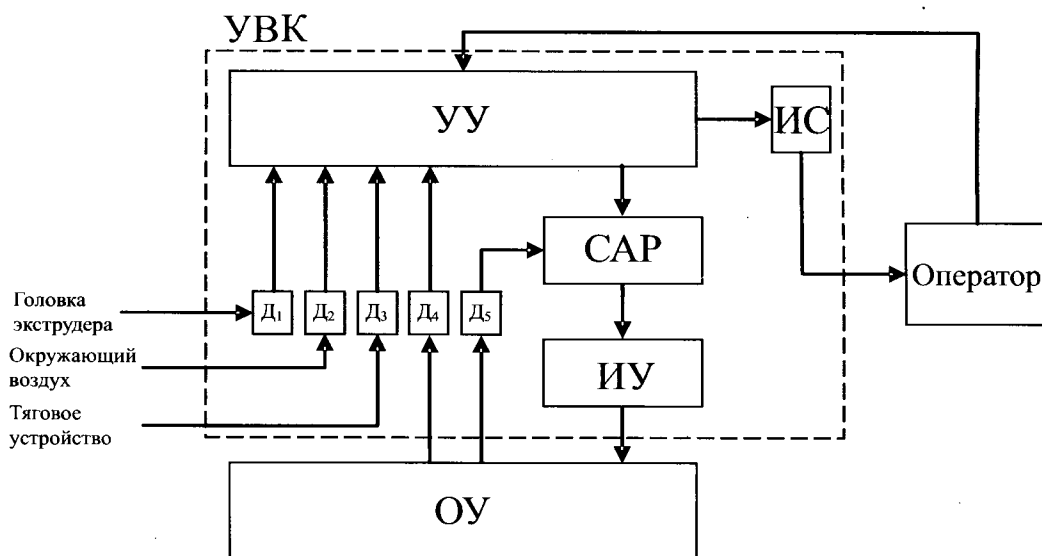 УВК
УУ
ИС
САР
Оператор
Головка
экструдера
Д₁ Д₂ Д₃ Д₄ Д₅
Окружающий
воздух
ИУ
Тяговое
устройство
ОУ